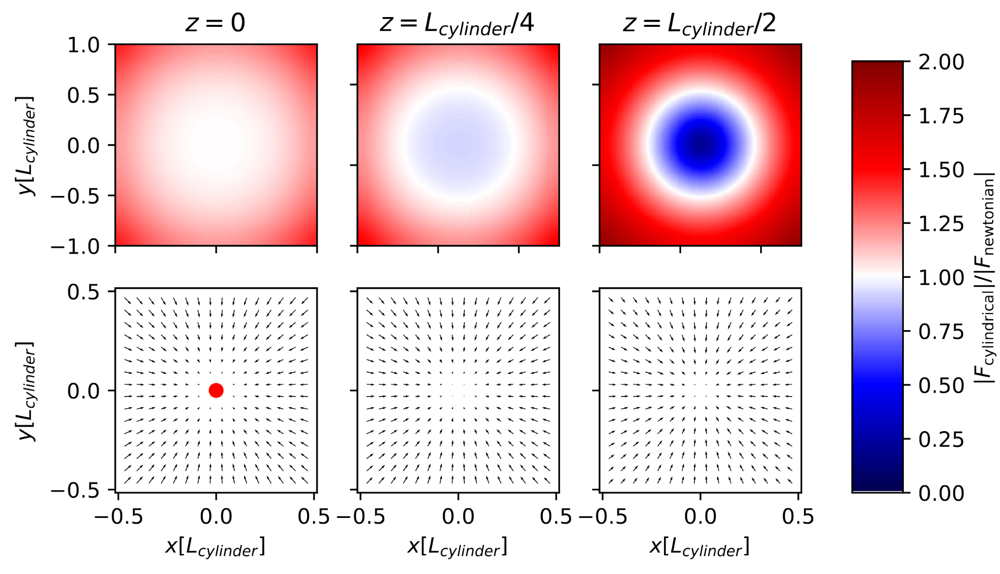 z = 0
z = L_cylinder/4
z = L_cylinder/2
1.0
0.5
0.0
−0.5
−1.0
y[L_cylinder]
2.00
1.75
1.50
1.25
1.00
0.75
0.50
0.25
0.00
|F_cylindrical|/|F_newtonian|
0.5
0.0
−0.5
y[L_cylinder]
−0.5 0.0 0.5
−0.5 0.0 0.5
−0.5 0.0 0.5
x[L_cylinder]
x[L_cylinder]
x[L_cylinder]